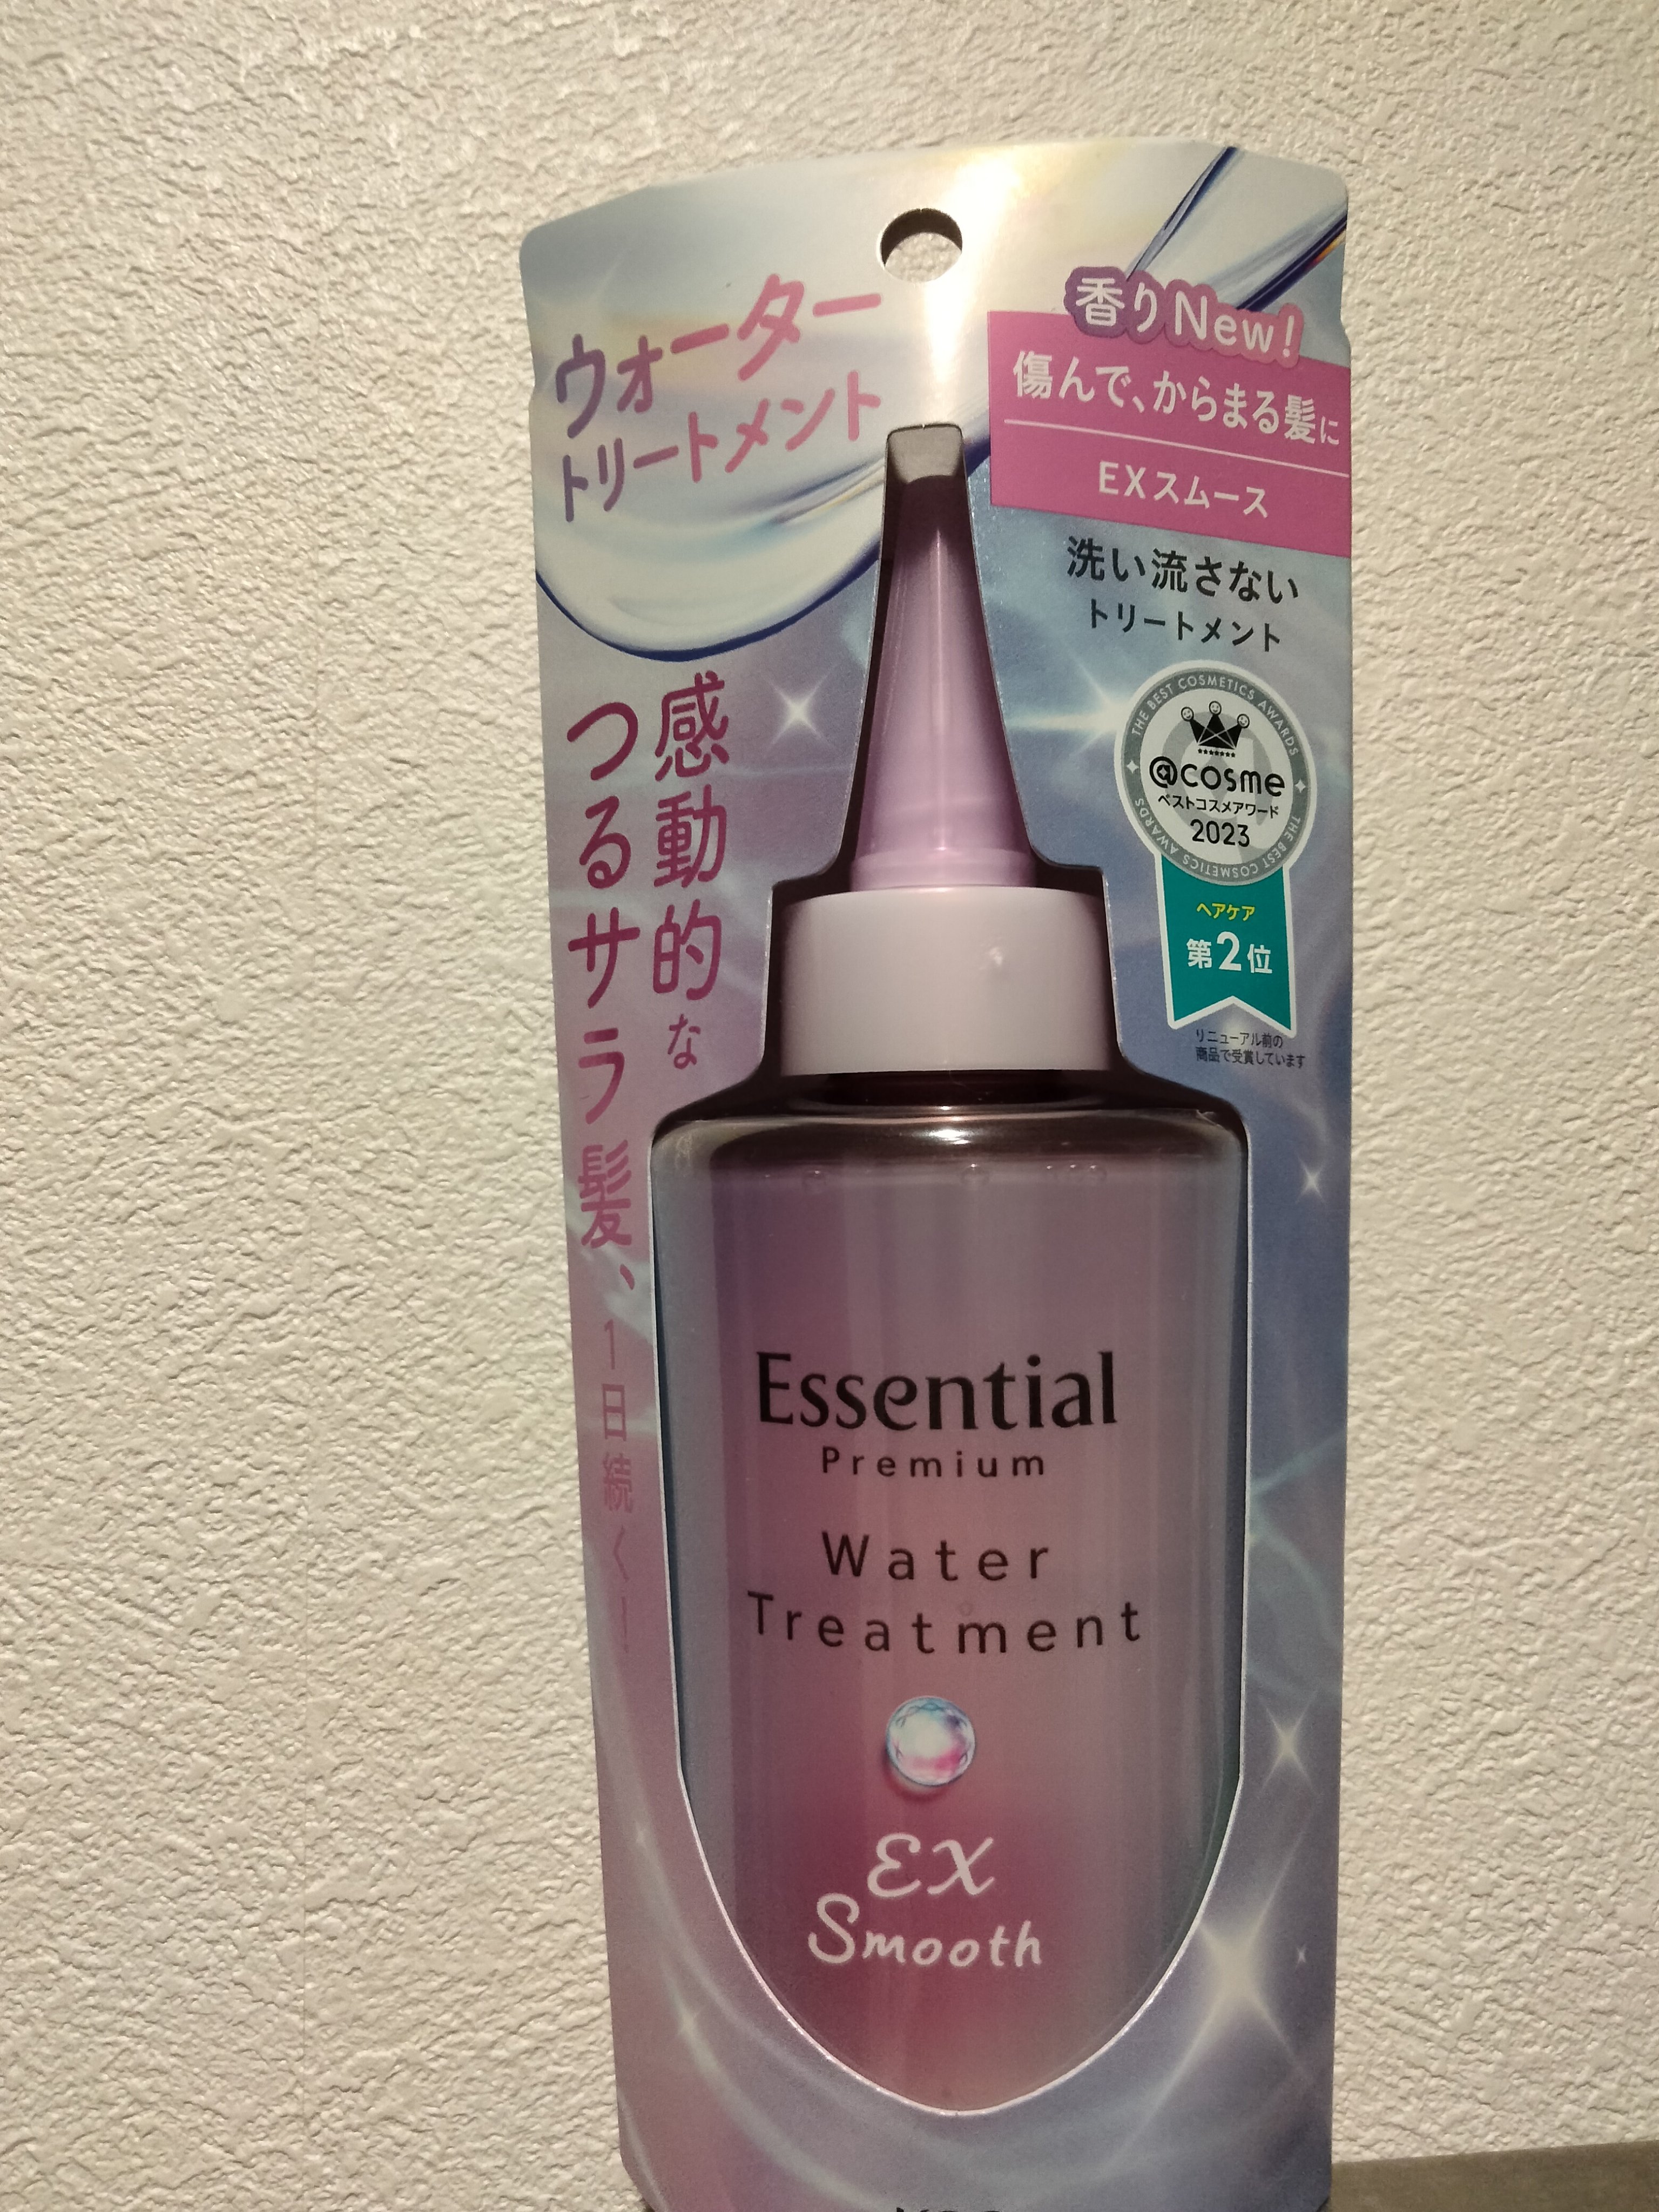 ウォーター
トリートメント
香りNew!
傷んで、からまる髪に
EXスムース
洗い流さない
トリートメント
THE BEST COSMETICS AWARDS
@cosme
ベストコスメアワード
2023
THE BEST COSMETICS AWARDS
ヘアケア
第2位
リニューアル前の
商品で受賞しています
感動的な
つるサラ髪、1日続く!
Essential
Premium
Water
Treatment
EX
Smooth